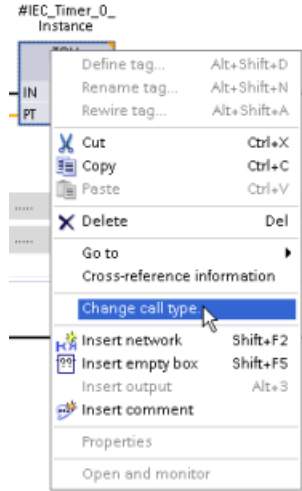 #IEC_Timer_0_
Instance
IN
PT
Define tag... Alt+Shift+D
Rename tag... Alt+Shift+M
Rewire tag... Alt+Shift+A
Cut Ctrl+X
Copy Ctrl+C
Paste Ctrl+V
Delete Del
Go to
Cross-reference information
Change call type...
Insert network Shift+F2
Insert empty box Shift+F5
Insert output Alt+3
Insert comment
Properties
Open and monitor
.....
.....